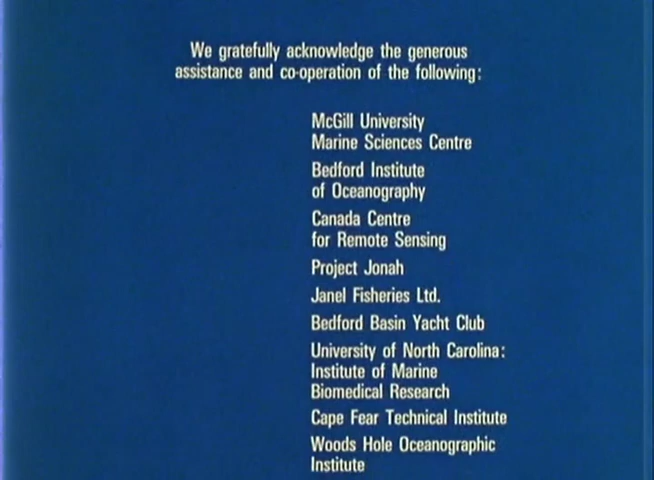 We gratefully acknowledge the generous
assistance and co-operation of the following:
McGill University
Marine Sciences Centre
Bedford Institute
of Oceanography
Canada Centre
for Remote Sensing
Project Jonah
Janel Fisheries Ltd.
Bedford Basin Yacht Club
University of North Carolina:
Institute of Marine
Biomedical Research
Cape Fear Technical Institute
Woods Hole Oceanographic
Institute